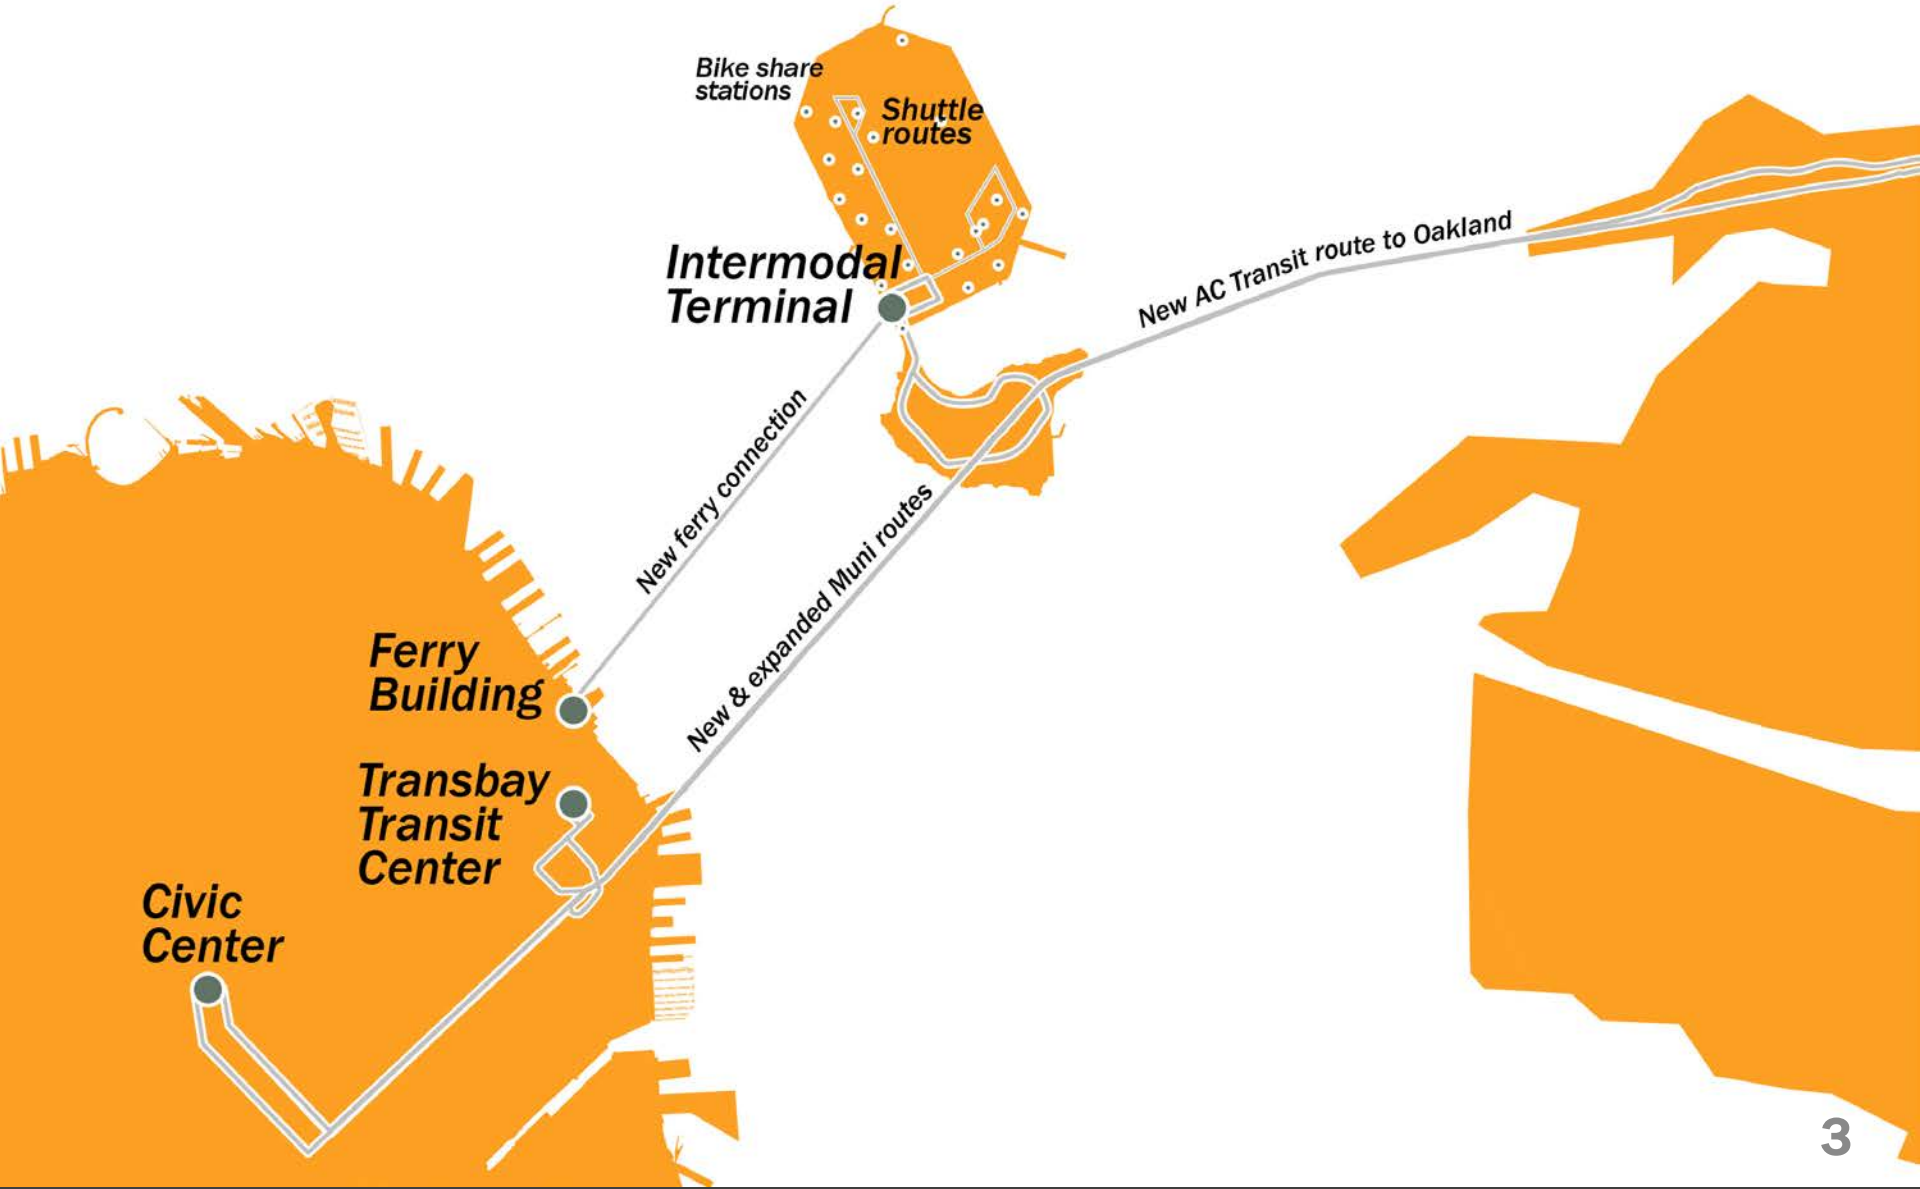 Bike share
stations
Shuttle
routes
Intermodal
Terminal
New AC Transit route to Oakland
New ferry connection
New & expanded Muni routes
Ferry
Building
Transbay
Transit
Center
Civic
Center
3